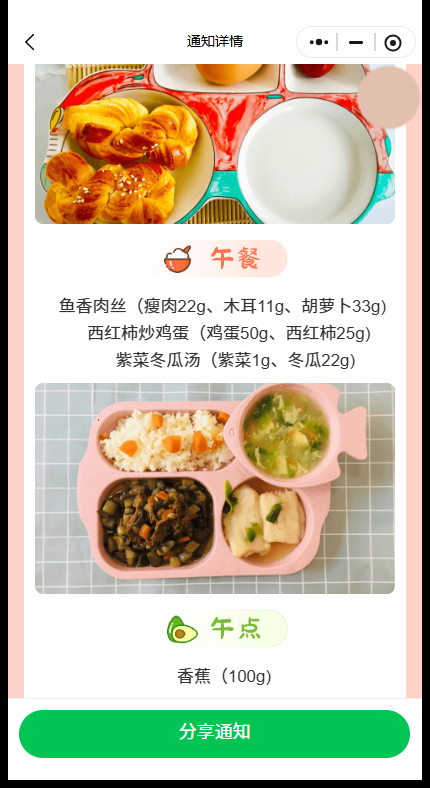 通知详情
午餐
鱼香肉丝（瘦肉22g、木耳11g、胡萝卜33g)
西红柿炒鸡蛋（鸡蛋50g、西红柿25g)
紫菜冬瓜汤（紫菜1g、冬瓜22g)
午点
香蕉（100g)
分享通知